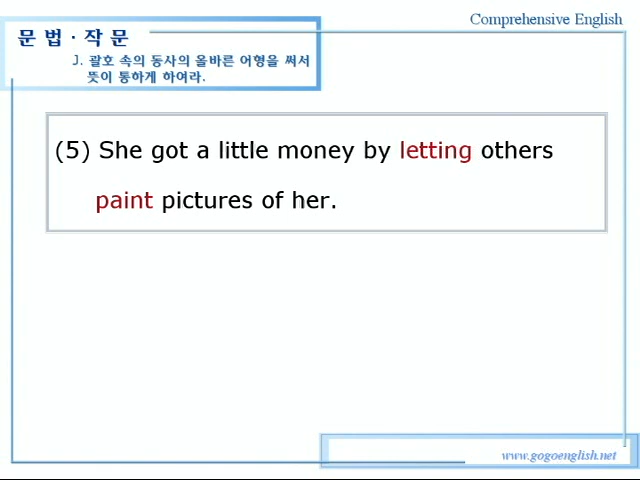 Comprehensive English
문 법 · 작 문
J. 괄호 속의 동사의 올바른 어형을 써서
뜻이 통하게 하여라.
(5) She got a little money by letting others
paint pictures of her.
www.gogoenglish.net